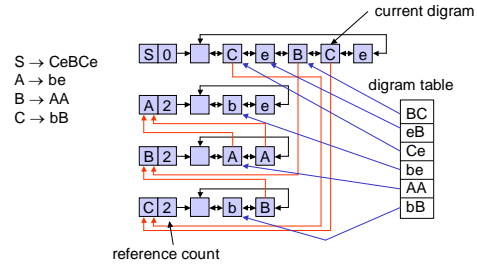 current digram
S → CeBCe
A → be
B → AA
C → bB
S 0 C e B C e
A 2 b e
B 2 A A
C 2 b B
reference count
digram table
BC
eB
Ce
be
AA
bB